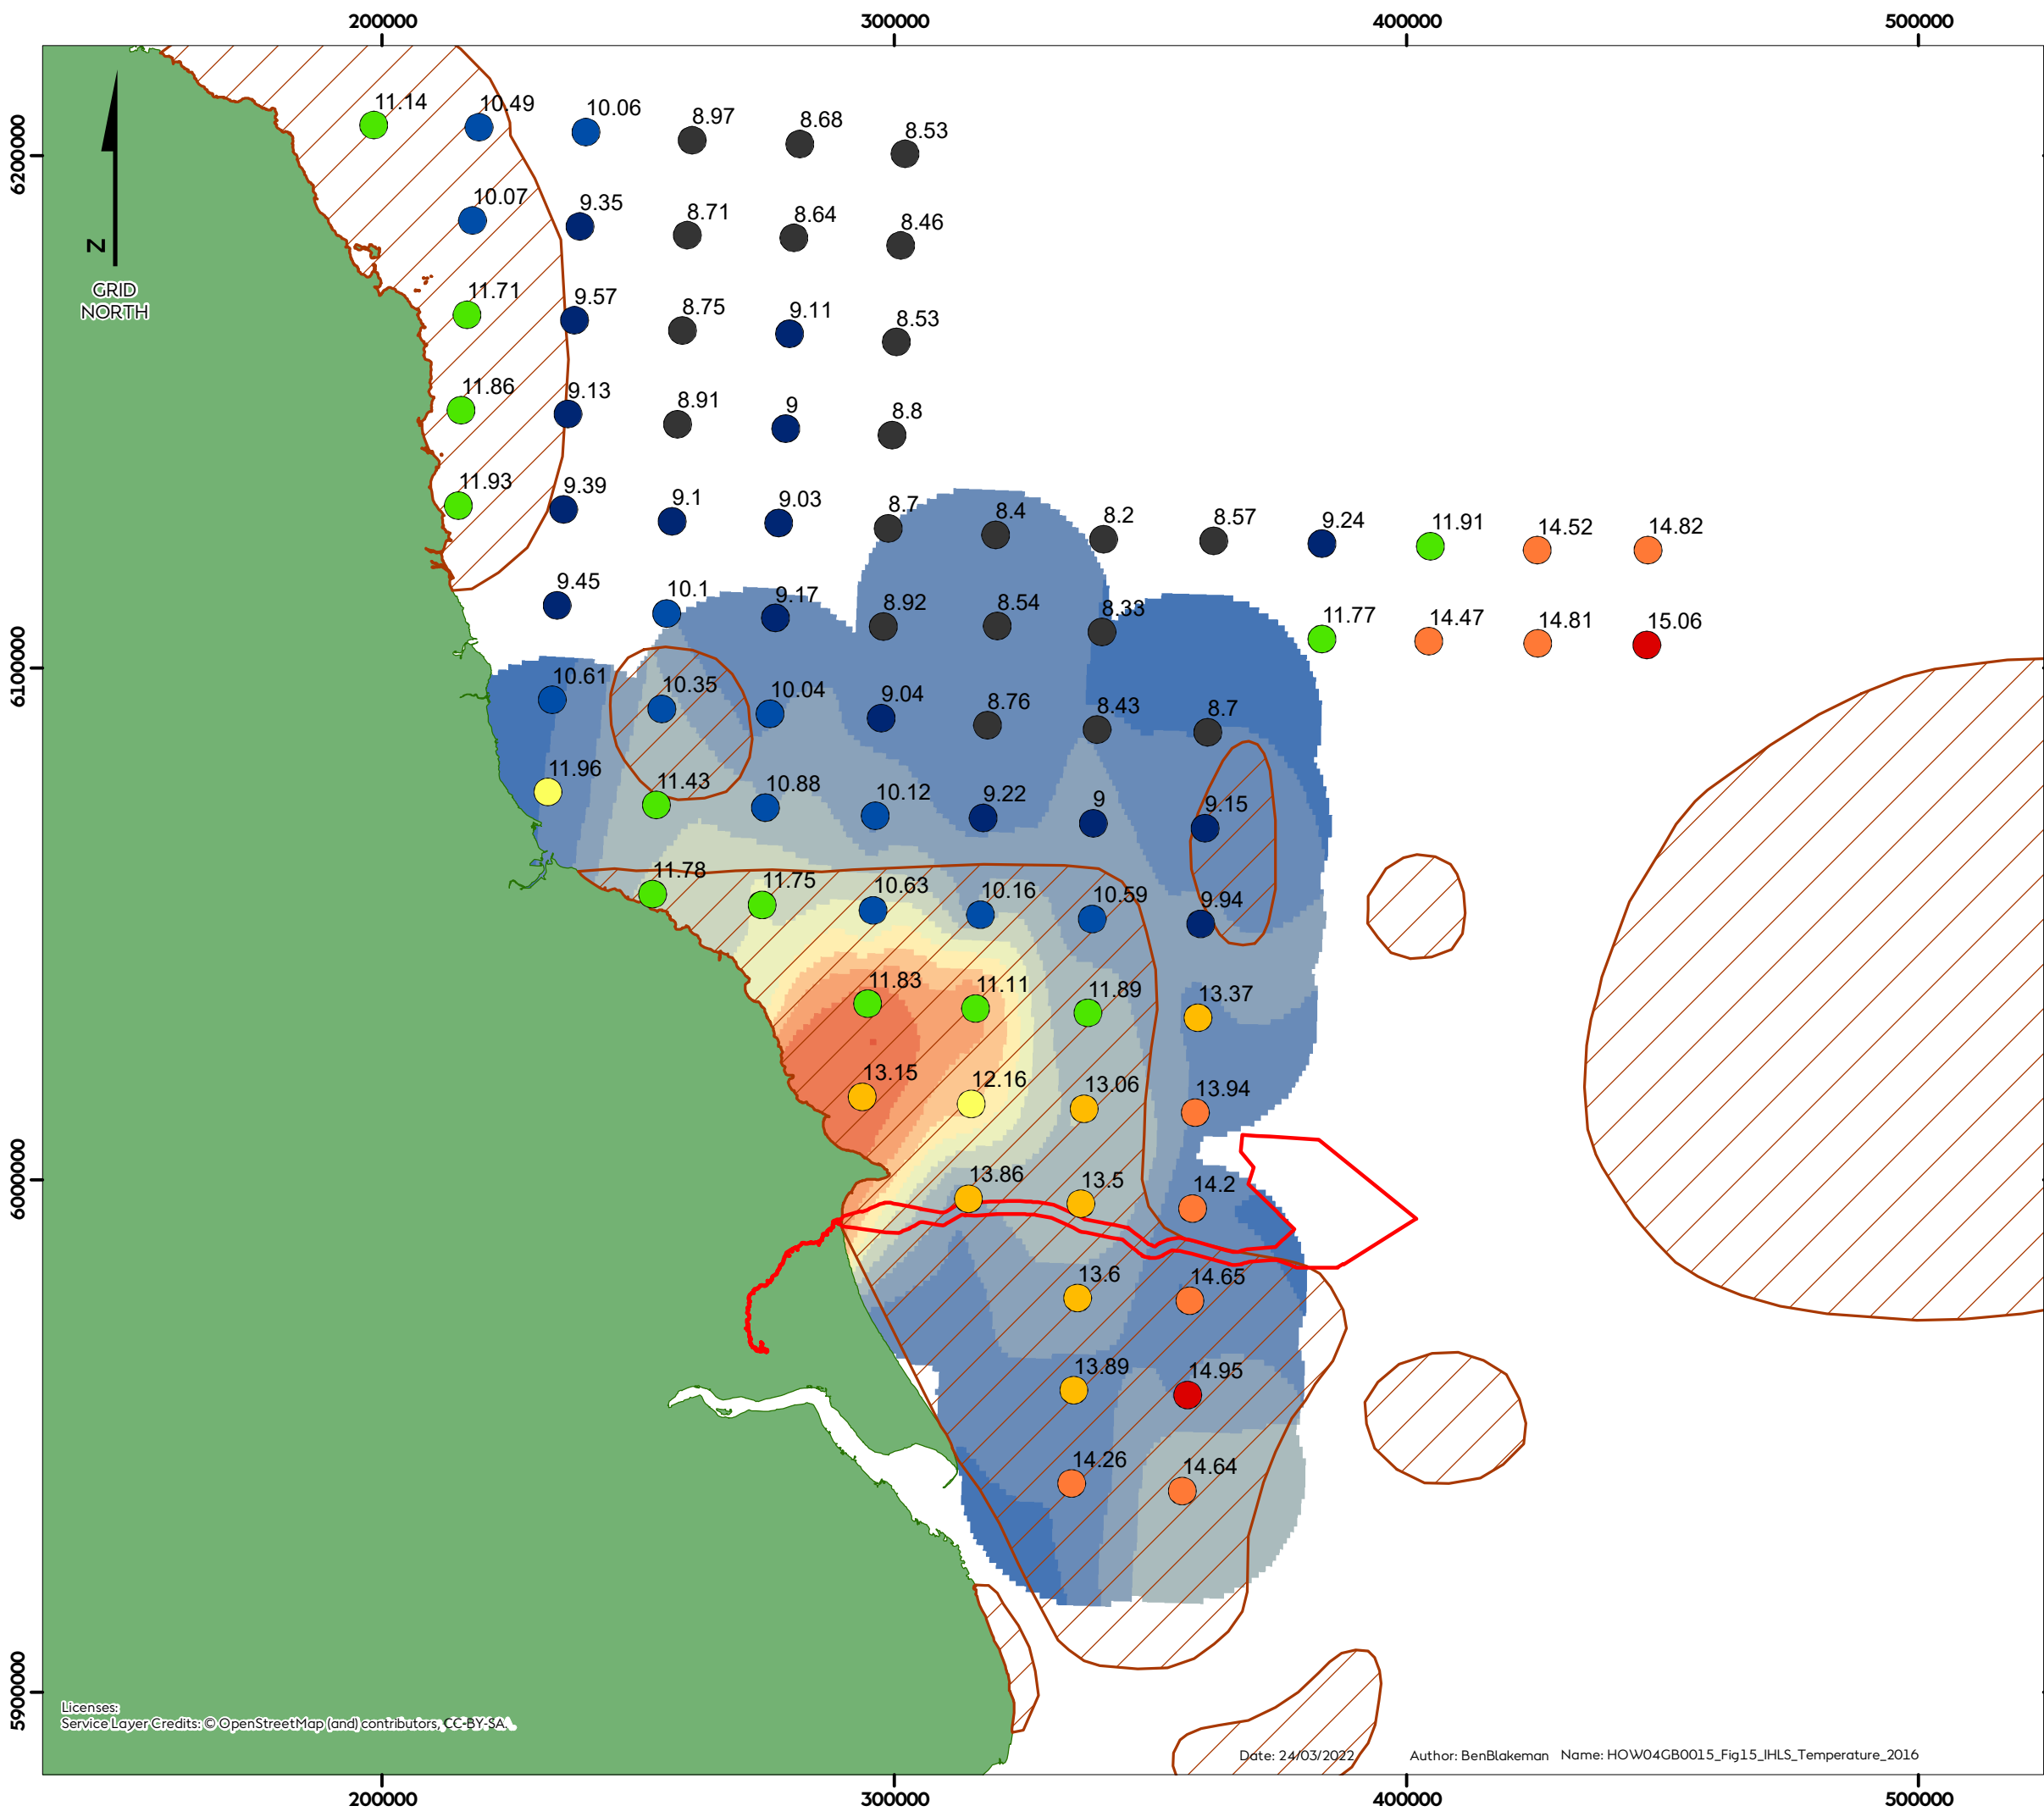 200000 300000 400000 500000
11.14 10.49 10.06 8.97 8.68 8.53
6200000
10.07 9.35 8.71 8.64 8.46
N
GRID
NORTH
11.71 9.57 8.75 9.11 8.53
11.86 9.13 8.91 9 8.8
11.93 9.39 9.1 9.03 8.7 8.4 8.2 8.57 9.24 11.91 14.52 14.82
9.45 10.1 9.17 8.92 8.54 8.33 11.77 14.47 14.81 15.06
6100000
10.61 10.35 10.04 9.04 8.76 8.43 8.7
11.96 11.43 10.88 10.12 9.22 9 9.15
11.78 11.75 10.63 10.16 10.59 9.94
11.83 11.11 11.89 13.37
13.15 12.16 13.06 13.94
6000000
13.86 13.5 14.2
13.6 14.65
13.89 14.95
14.26 14.64
5900000
Licenses:
Service Layer Credits: © OpenStreetMap (and) contributors, CC-BY-SA.
Date: 24/03/2022 Author: BenBlakeman Name: HOW04GB0015_Fig15_IHLS_Temperature_2016
200000 300000 400000 500000